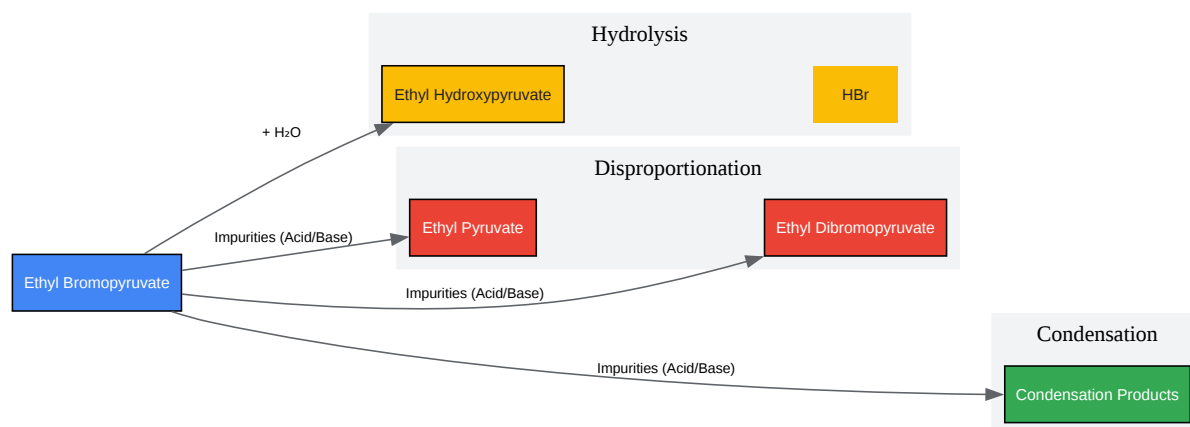 Hydrolysis
Ethyl Hydroxypyruvate
HBr
+ H₂O
Disproportionation
Impurities (Acid/Base)
Ethyl Pyruvate
Ethyl Dibromopyruvate
Ethyl Bromopyruvate
Impurities (Acid/Base)
Condensation
Impurities (Acid/Base)
Condensation Products